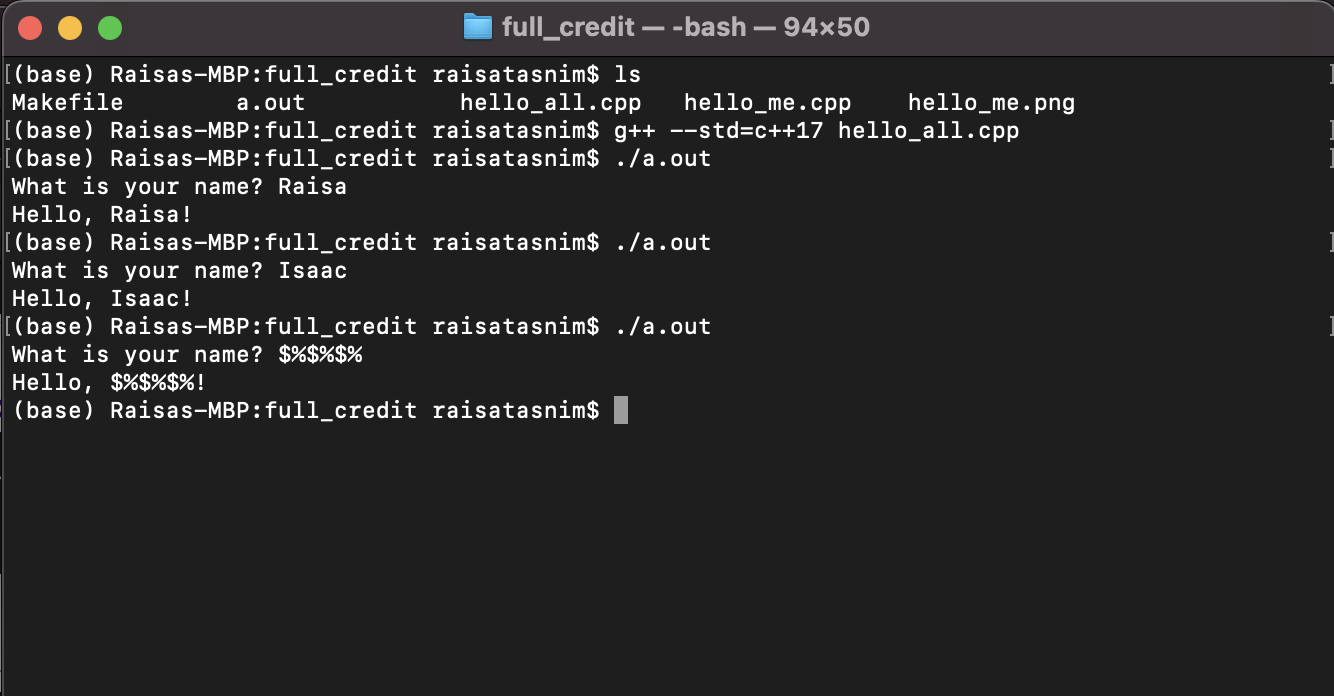 full_credit — -bash — 94×50
[(base) Raisas-MBP:full_credit raisatasnim$ ls ]
Makefile        a.out           hello_all.cpp   hello_me.cpp    hello_me.png
[(base) Raisas-MBP:full_credit raisatasnim$ g++ --std=c++17 hello_all.cpp ]
[(base) Raisas-MBP:full_credit raisatasnim$ ./a.out ]
What is your name? Raisa
Hello, Raisa!
[(base) Raisas-MBP:full_credit raisatasnim$ ./a.out ]
What is your name? Isaac
Hello, Isaac!
[(base) Raisas-MBP:full_credit raisatasnim$ ./a.out ]
What is your name? $%$%$%
Hello, $%$%$%!
(base) Raisas-MBP:full_credit raisatasnim$